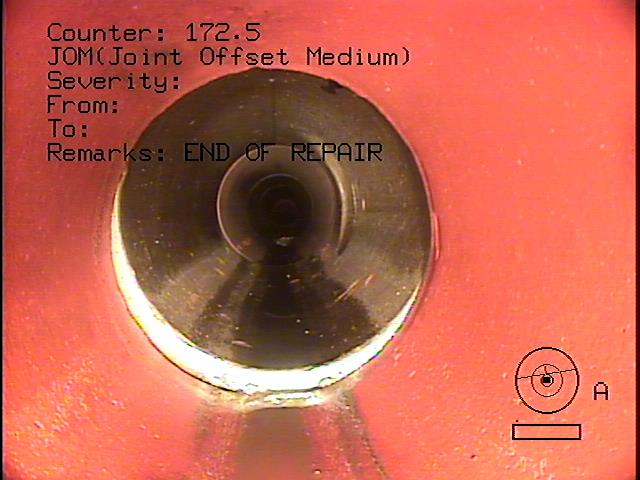 Counter: 172.5
JOM(Joint Offset Medium)
Severity:
From:
To:
Remarks: END OF REPAIR
A